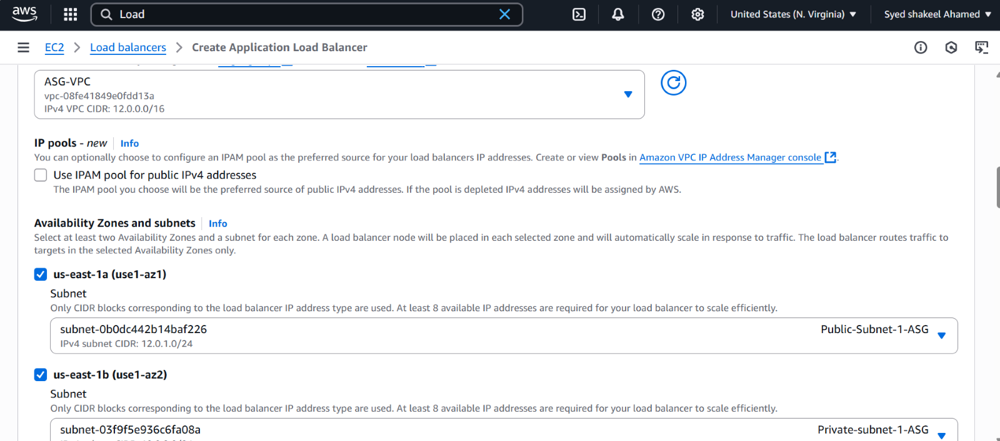 aws
Load
United States (N. Virginia)
Syed shakeel Ahamed
EC2
Load balancers
Create Application Load Balancer
ASG-VPC
vpc-08fe41849e0fdd13a
IPv4 VPC CIDR: 12.0.0.0/16
IP pools - new
Info
You can optionally choose to configure an IPAM pool as the preferred source for your load balancers IP addresses. Create or view Pools in Amazon VPC IP Address Manager console.
Use IPAM pool for public IPv4 addresses
The IPAM pool you choose will be the preferred source of public IPv4 addresses. If the pool is depleted IPv4 addresses will be assigned by AWS.
Availability Zones and subnets
Info
Select at least two Availability Zones and a subnet for each zone. A load balancer node will be placed in each selected zone and will automatically scale in response to traffic. The load balancer routes traffic to
targets in the selected Availability Zones only.
us-east-1a (use1-az1)
Subnet
Only CIDR blocks corresponding to the load balancer IP address type are used. At least 8 available IP addresses are required for your load balancer to scale efficiently.
subnet-0b0dc442b14baf226
Public-Subnet-1-ASG
IPv4 subnet CIDR: 12.0.1.0/24
us-east-1b (use1-az2)
Subnet
Only CIDR blocks corresponding to the load balancer IP address type are used. At least 8 available IP addresses are required for your load balancer to scale efficiently.
subnet-03f9f5e936c6fa08a
Private-subnet-1-ASG